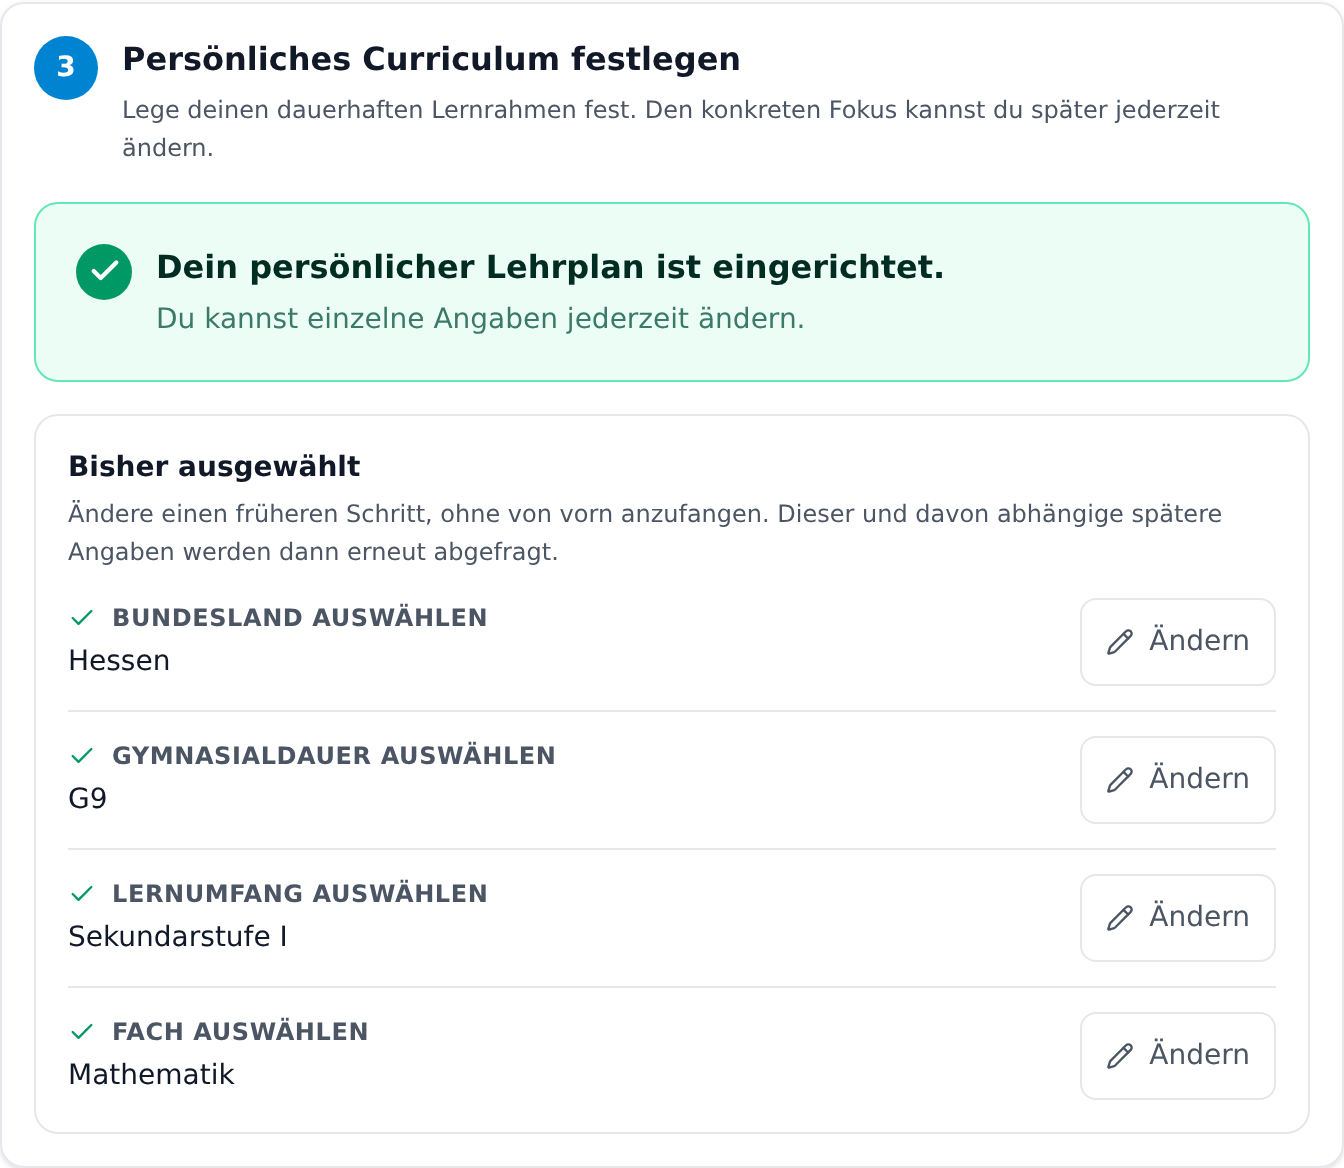 3
Persönliches Curriculum festlegen
Lege deinen dauerhaften Lernrahmen fest. Den konkreten Fokus kannst du später jederzeit
ändern.
Dein persönlicher Lehrplan ist eingerichtet.
Du kannst einzelne Angaben jederzeit ändern.
Bisher ausgewählt
Ändere einen früheren Schritt, ohne von vorn anzufangen. Dieser und davon abhängige spätere
Angaben werden dann erneut abgefragt.
BUNDESLAND AUSWÄHLEN
Hessen
Ändern
GYMNASIALDAUER AUSWÄHLEN
G9
Ändern
LERNUMFANG AUSWÄHLEN
Sekundarstufe I
Ändern
FACH AUSWÄHLEN
Mathematik
Ändern